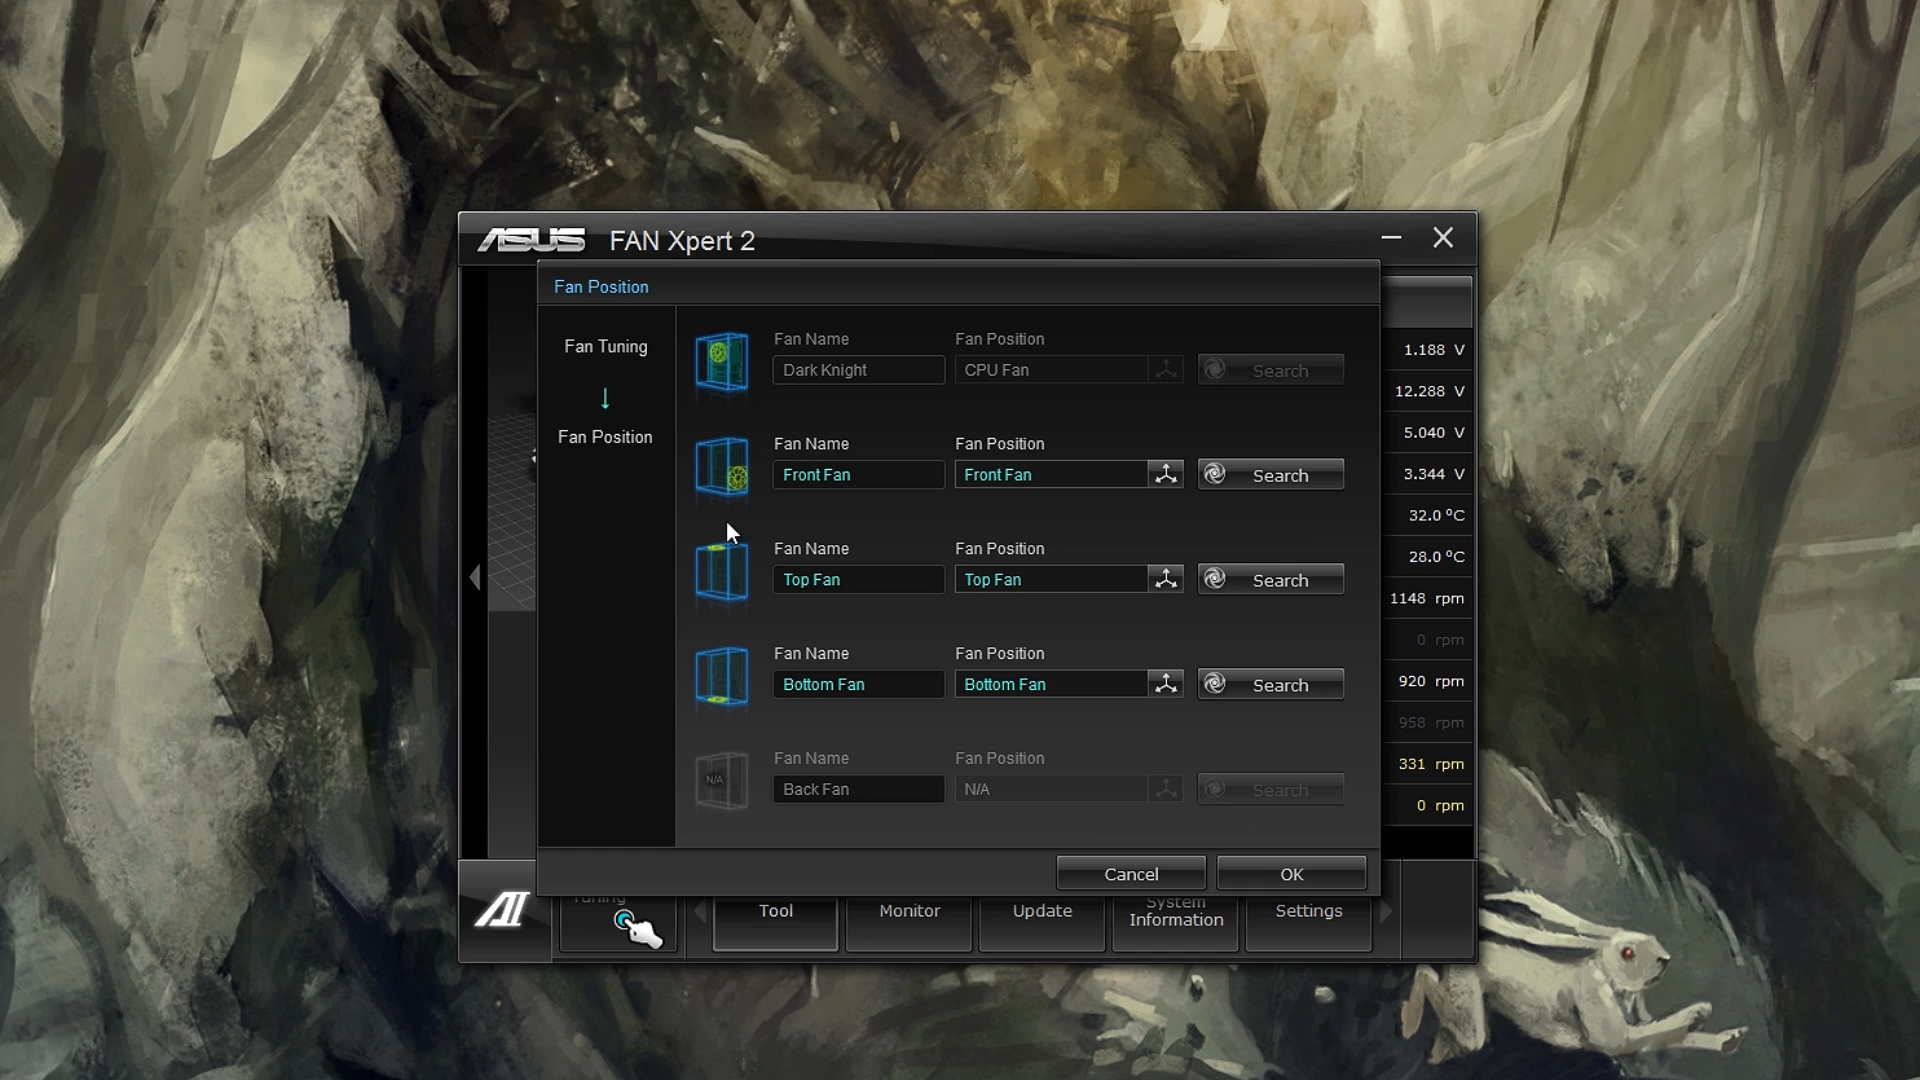 ASUS FAN Xpert 2
Fan Position
Fan Tuning
↓
Fan Position
Fan Name Fan Position
Dark Knight CPU Fan Search
Fan Name Fan Position
Front Fan Front Fan Search
Fan Name Fan Position
Top Fan Top Fan Search
Fan Name Fan Position
Bottom Fan Bottom Fan Search
Fan Name Fan Position
N/A Back Fan N/A Search
Cancel OK
1.188 V
12.288 V
5.040 V
3.344 V
32.0 ºC
28.0 ºC
1148 rpm
0 rpm
920 rpm
958 rpm
331 rpm
0 rpm
AI
Tuning
Tool
Monitor
Update
System
Information
Settings